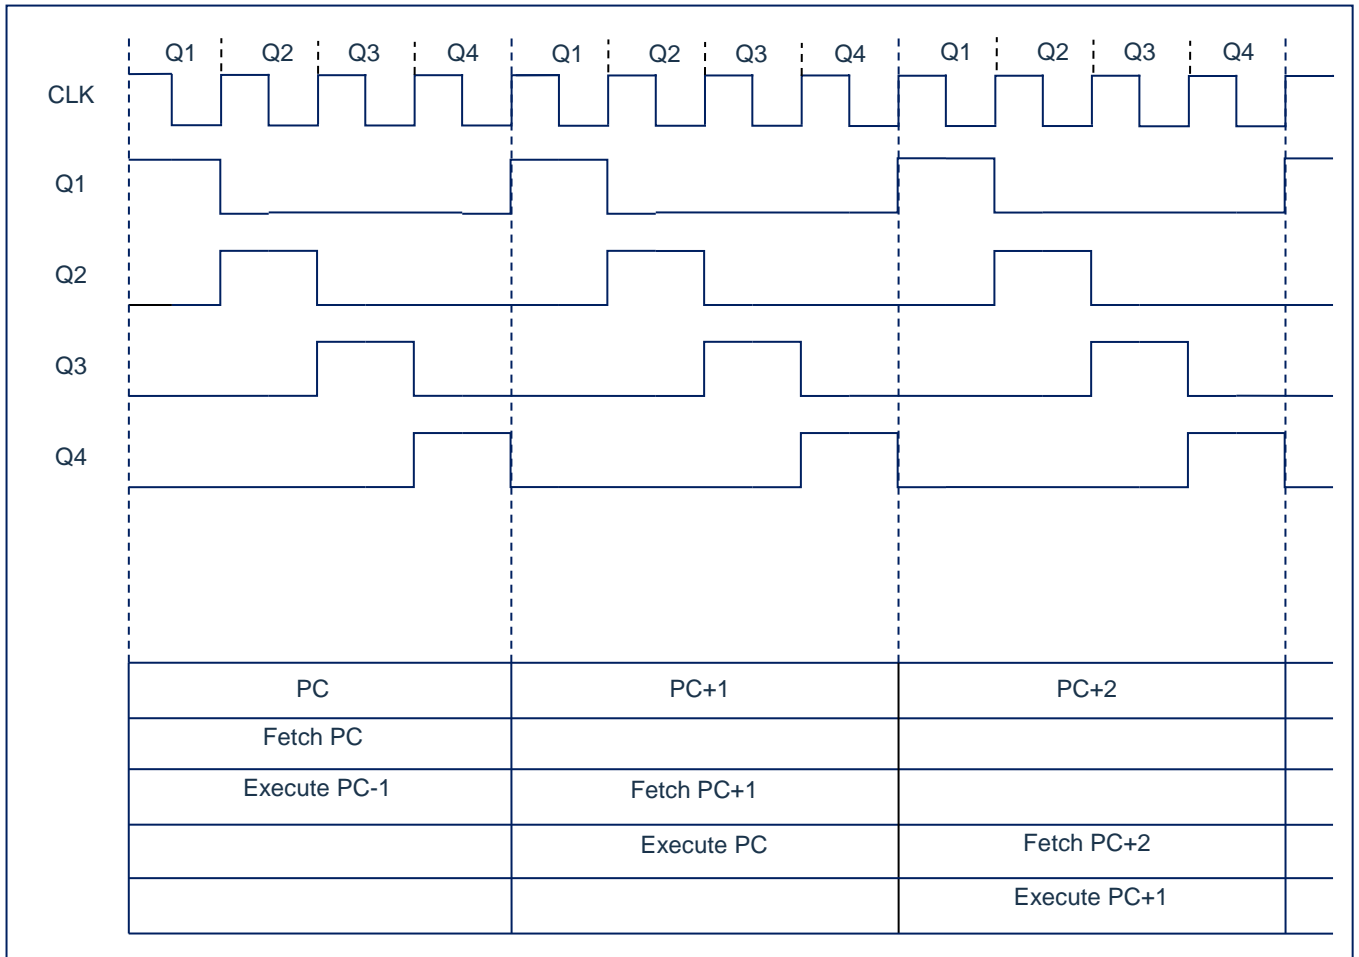 Q1 Q2 Q3 Q4 Q1 Q2 Q3 Q4 Q1 Q2 Q3 Q4
CLK
Q1
Q2
Q3
Q4
PC PC+1 PC+2
Fetch PC
Execute PC-1 Fetch PC+1
Execute PC Fetch PC+2
Execute PC+1